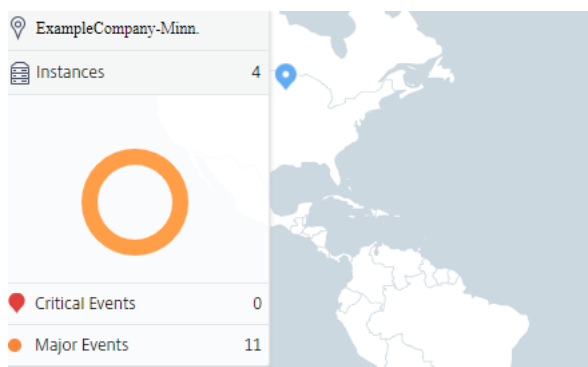 ExampleCompany-Minn.
Instances 4
Critical Events 0
Major Events 11